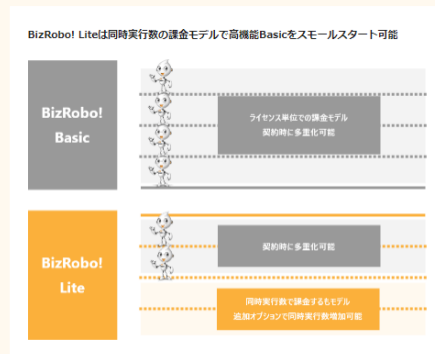 BizRobo! Liteは同時実行数の課金モデルで高機能Basicをスモールスタート可能
BizRobo!
Basic
ライセンス単位での課金モデル
契約時に多重化可能
BizRobo!
Lite
契約時に多重化可能
同時実行数で課金するもモデル
追加オプションで同時実行数増加可能